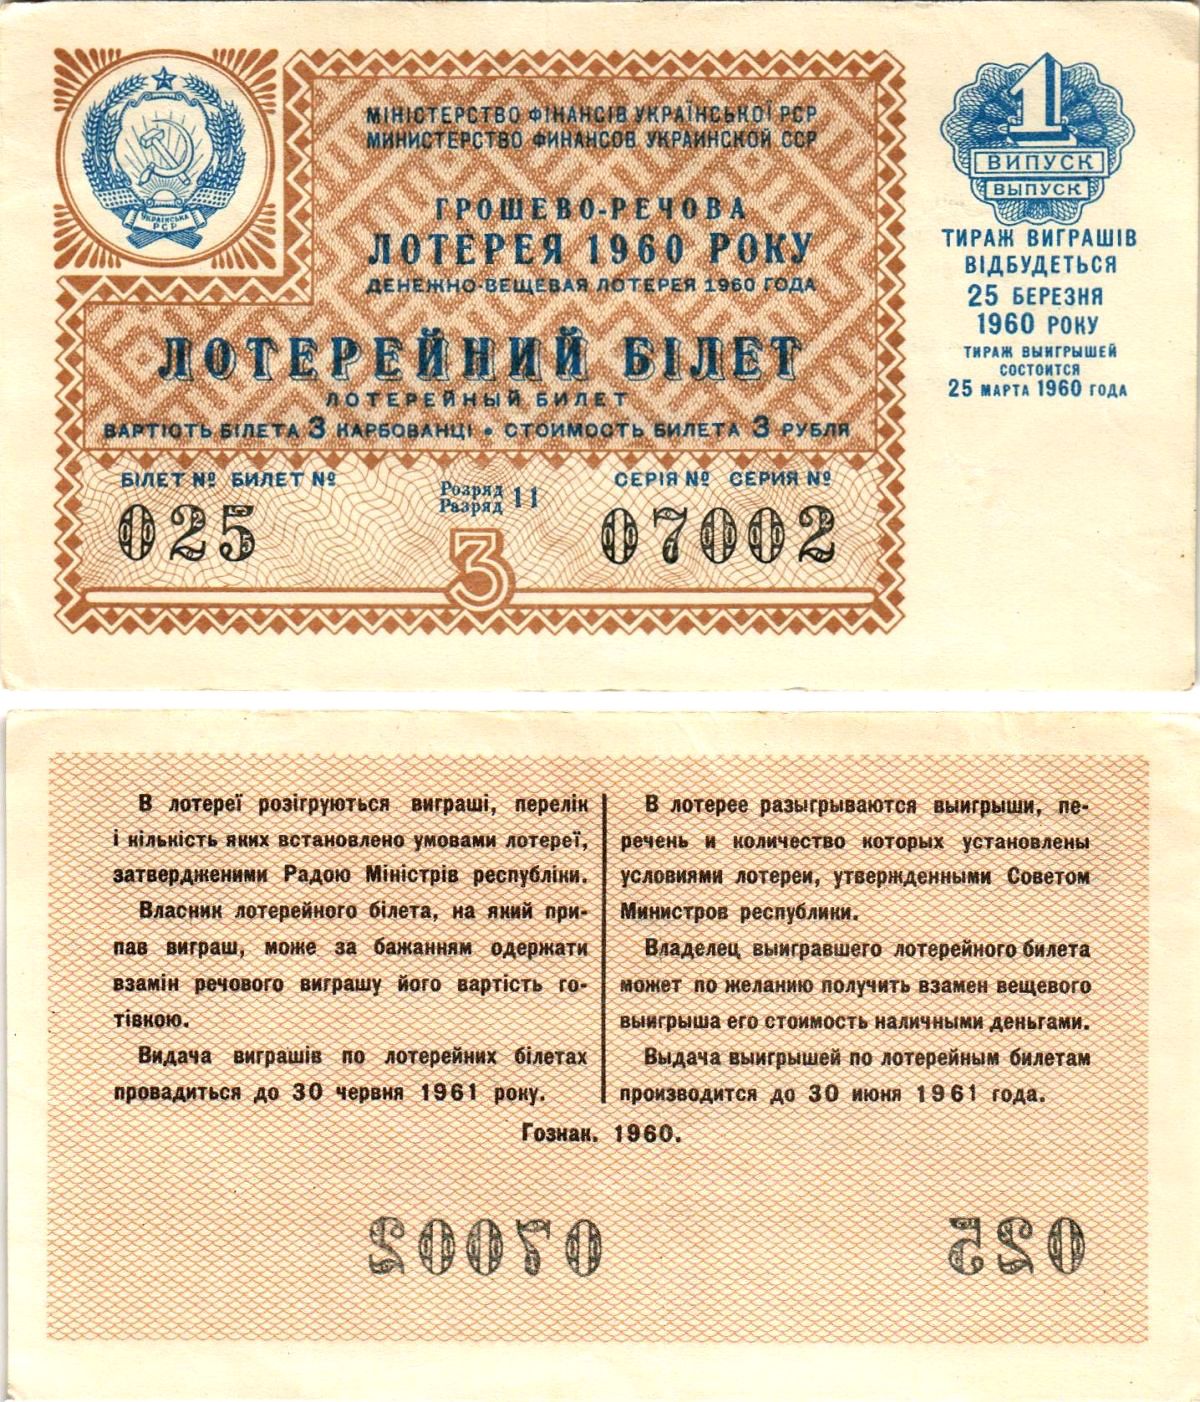 УКРАЇНСЬКА
РСР
МІНІСТЕРСТВО ФІНАНСІВ УКРАЇНСЬКОЇ РСР
МИНИСТЕРСТВО ФИНАНСОВ УКРАИНСКОЙ ССР
ГРОШЕВО-РЕЧОВА
ЛОТЕРЕЯ 1960 РОКУ
ДЕНЕЖНО-ВЕЩЕВАЯ ЛОТЕРЕЯ 1960 ГОДА
ЛОТЕРЕЙНИЙ БІЛЕТ
ЛОТЕРЕЙНЫЙ БИЛЕТ
ВАРТІСТЬ БІЛЕТА 3 КАРБОВАНЦІ • СТОИМОСТЬ БИЛЕТА 3 РУБЛЯ
БІЛЕТ № БИЛЕТ №
025
Розряд
Разряд 11
3
СЕРІЯ № СЕРИЯ №
07002
1
ВИПУСК
ВЫПУСК
ТИРАЖ ВИГРАШІВ
ВІДБУДЕТЬСЯ
25 БЕРЕЗНЯ
1960 РОКУ
ТИРАЖ ВЫИГРЫШЕЙ
СОСТОИТСЯ
25 МАРТА 1960 ГОДА
В лотереї розігруються виграші, перелік
і кількість яких встановлено умовами лотереї,
затвердженими Радою Міністрів республіки.
Власник лотерейного білета, на який при-
пав виграш, може за бажанням одержати
взамін речового виграшу його вартість го-
тівкою.
Видача виграшів по лотерейних білетах
провадиться до 30 червня 1961 року.
В лотерее разыгрываются выигрыши, пе-
речень и количество которых установлены
условиями лотереи, утвержденными Советом
Министров республики.
Владелец выигравшего лотерейного билета
может по желанию получить взамен вещевого
выигрыша его стоимость наличными деньгами.
Выдача выигрышей по лотерейным билетам
производится до 30 июня 1961 года.
Гознак. 1960.
07002
025